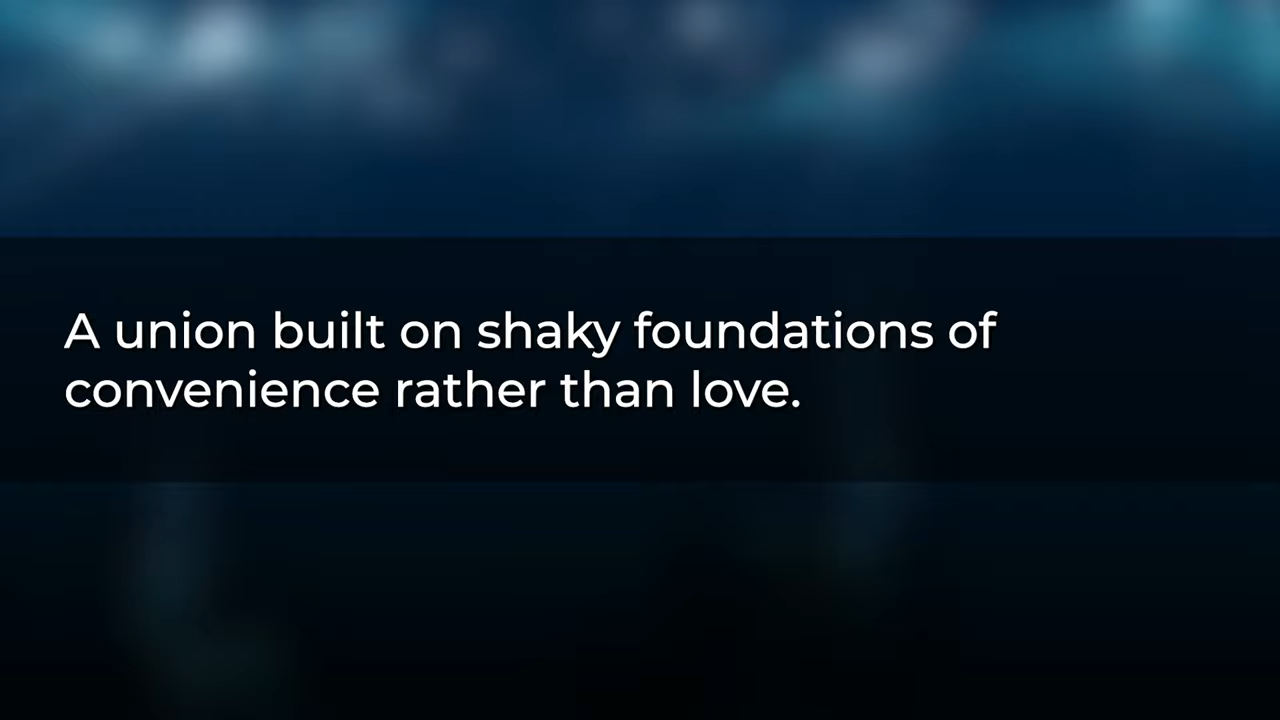 A union built on shaky foundations of
convenience rather than love.